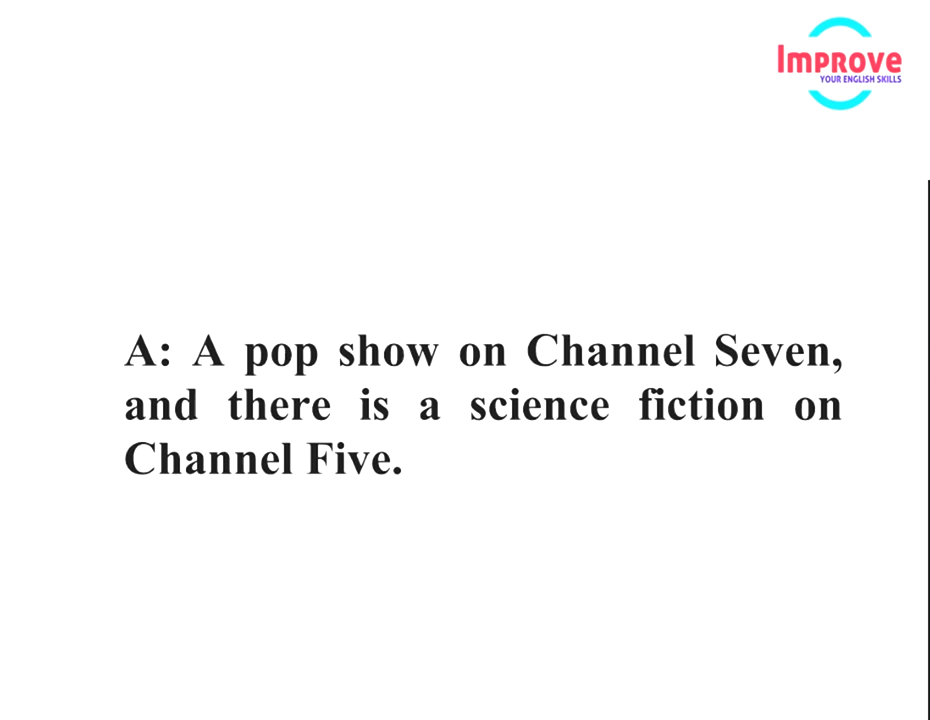 Improve
YOUR ENGLISH SKILLS
A: A pop show on Channel Seven,
and there is a science fiction on
Channel Five.